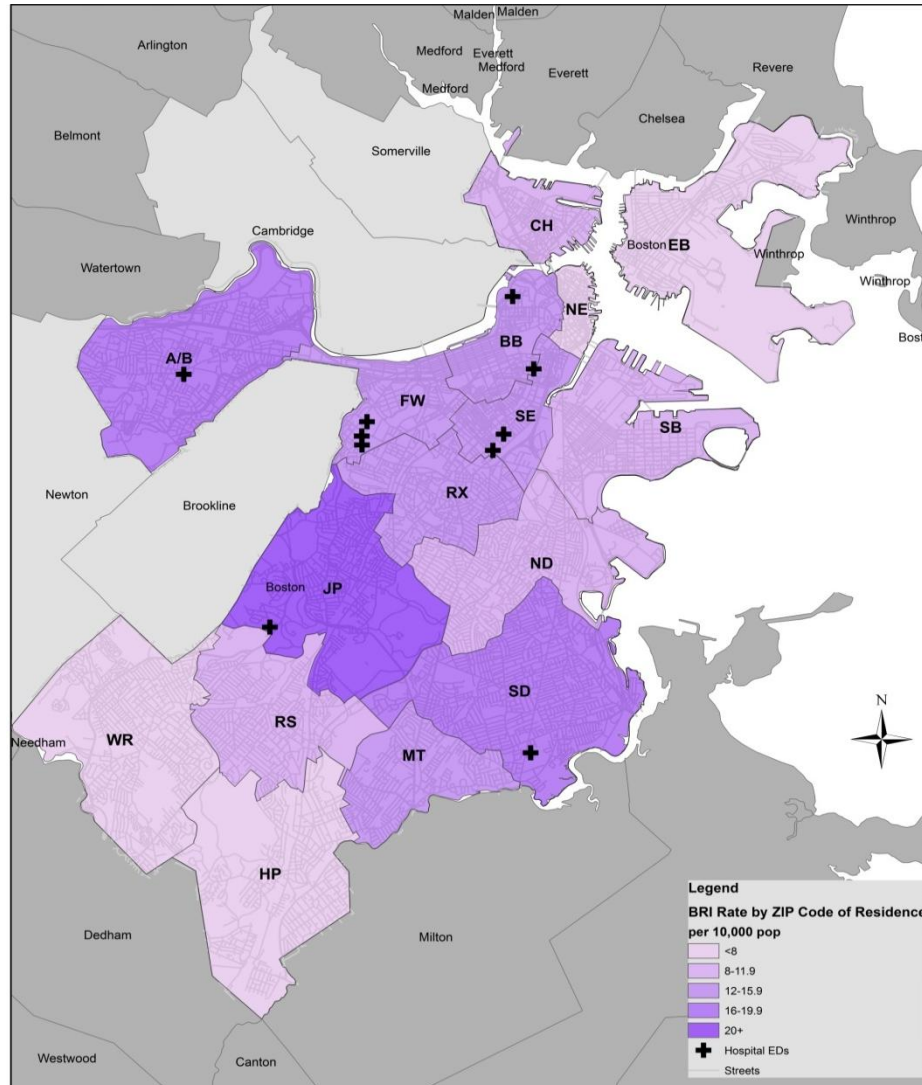 Malden
Malden
Arlington
Medford
Everett
Medford
Medford
Everett
Revere
Chelsea
Belmont
Somerville
Winthrop
CH
Cambridge
Boston
EB
Winthrop
Watertown
Winthrop
NE
Bost
BB
A/B
FW
SE
SB
Newton
Brookline
RX
ND
Boston
JP
SD
N
RS
WR
Needham
MT
HP
Dedham
Milton
Westwood
Canton
Legend
BRI Rate by ZIP Code of Residence
per 10,000 pop
<8
8-11.9
12-15.9
16-19.9
20+
Hospital EDs
Streets